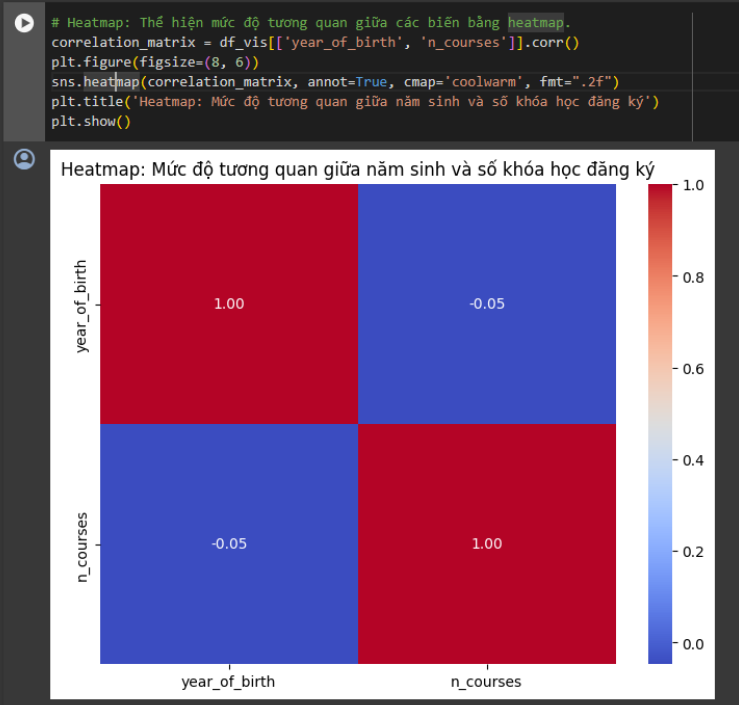 # Heatmap: Thể hiện mức độ tương quan giữa các biến bằng heatmap.
correlation_matrix = df_vis[['year_of_birth', 'n_courses']].corr()
plt.figure(figsize=(8, 6))
sns.heatmap(correlation_matrix, annot=True, cmap='coolwarm', fmt=".2f")
plt.title('Heatmap: Mức độ tương quan giữa năm sinh và số khóa học đăng ký')
plt.show()
Heatmap: Mức độ tương quan giữa năm sinh và số khóa học đăng ký
year_of_birth
1.00
-0.05
n_courses
-0.05
1.00
year_of_birth
n_courses
1.0
0.8
0.6
0.4
0.2
0.0